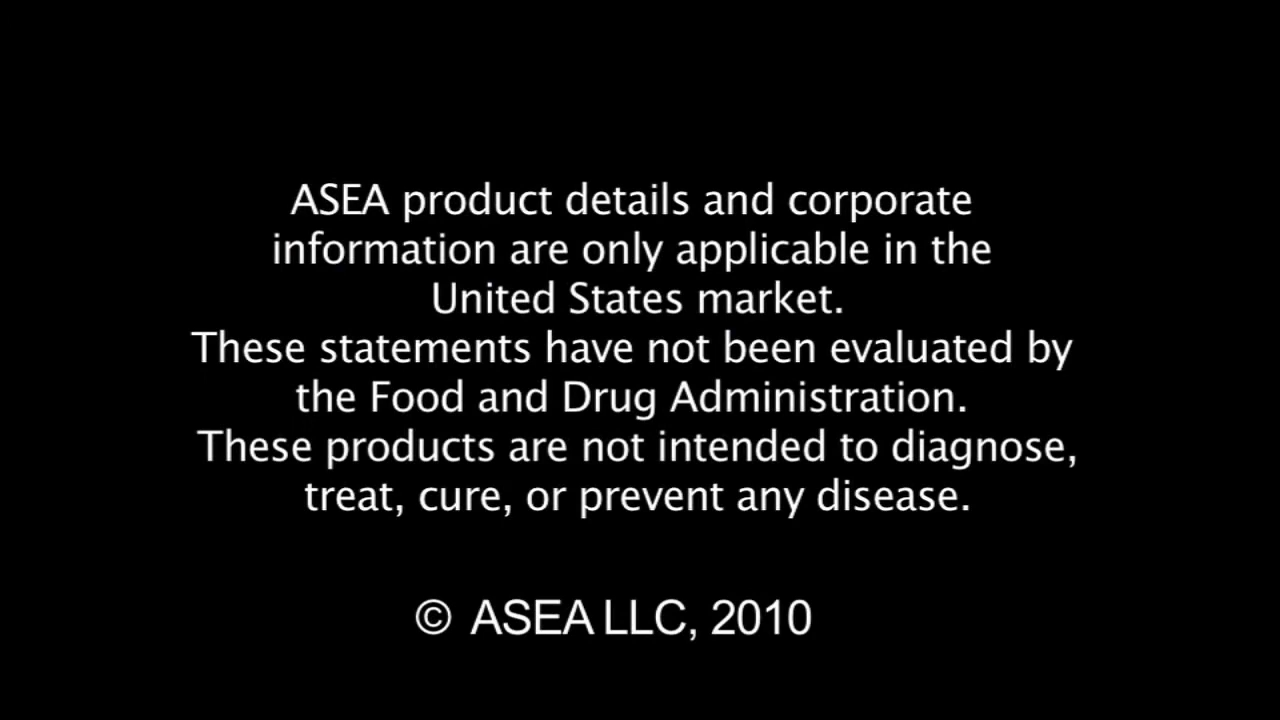 ASEA product details and corporate
information are only applicable in the
United States market.
These statements have not been evaluated by
the Food and Drug Administration.
These products are not intended to diagnose,
treat, cure, or prevent any disease.
© ASEA LLC, 2010